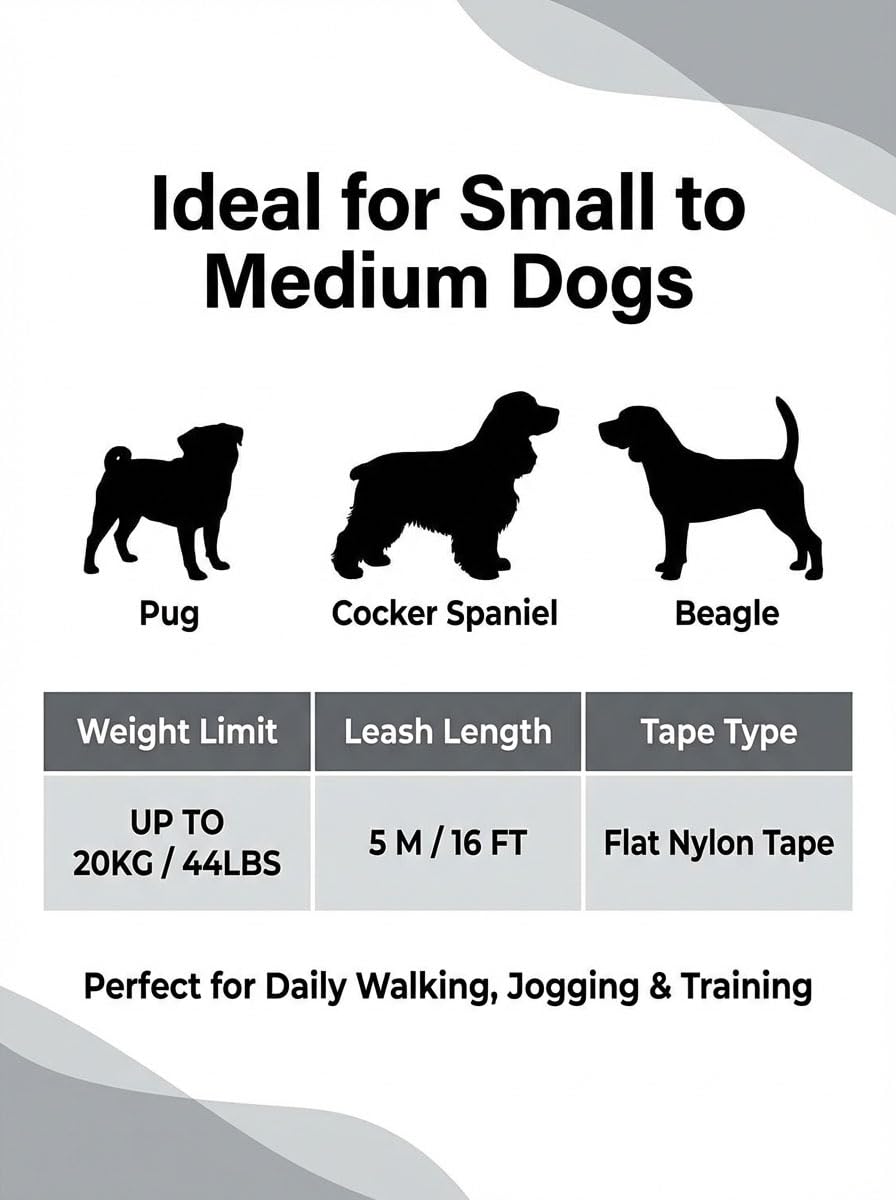 Ideal for Small to
Medium Dogs
Pug
Cocker Spaniel
Beagle
Weight Limit
Leash Length
Tape Type
UP TO
20KG / 44LBS
5 M / 16 FT
Flat Nylon Tape
Perfect for Daily Walking, Jogging & Training